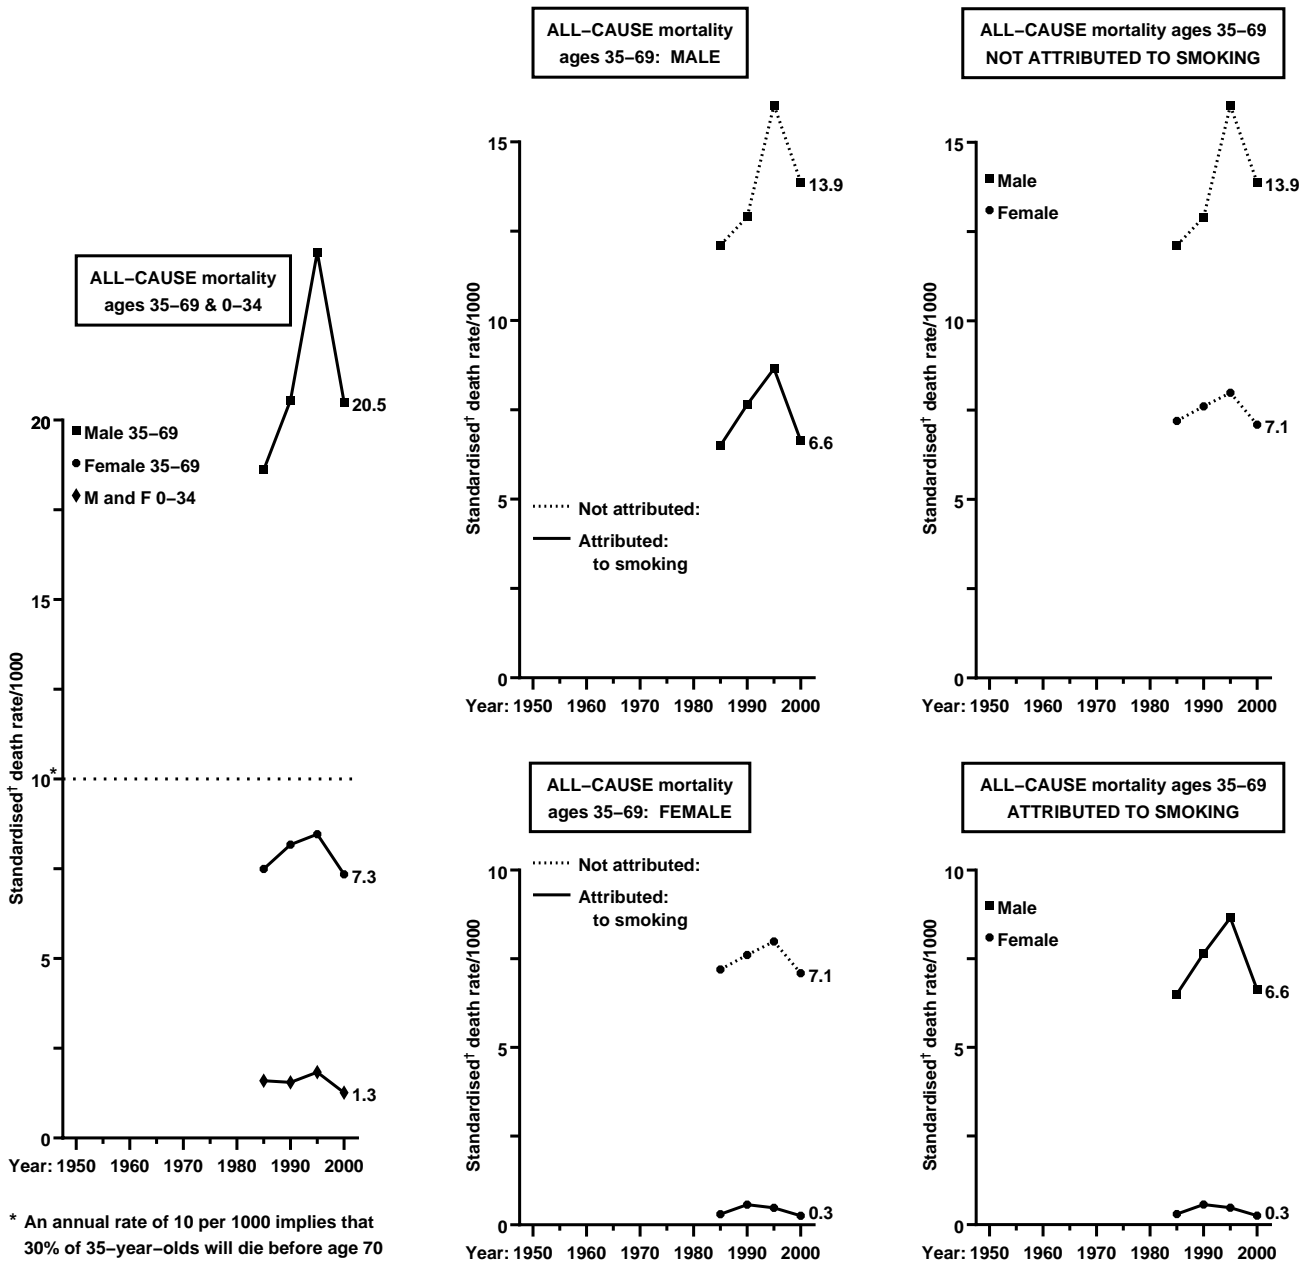 ALL−CAUSE mortality
ages 35−69 & 0−34
20
15
10*
5
0
Standardised† death rate/1000
Male 35−69
Female 35−69
M and F 0−34
20.5
7.3
1.3
Year: 1950 1960 1970 1980 1990 2000
* An annual rate of 10 per 1000 implies that
30% of 35−year−olds will die before age 70
ALL−CAUSE mortality
ages 35−69: MALE
15
10
5
0
Standardised† death rate/1000
13.9
6.6
Not attributed:
Attributed:
to smoking
Year: 1950 1960 1970 1980 1990 2000
ALL−CAUSE mortality ages 35−69
NOT ATTRIBUTED TO SMOKING
15
10
5
0
Standardised† death rate/1000
Male
Female
13.9
7.1
Year: 1950 1960 1970 1980 1990 2000
ALL−CAUSE mortality
ages 35−69: FEMALE
10
5
0
Standardised† death rate/1000
Not attributed:
Attributed:
to smoking
7.1
0.3
Year: 1950 1960 1970 1980 1990 2000
ALL−CAUSE mortality ages 35−69
ATTRIBUTED TO SMOKING
10
5
0
Standardised† death rate/1000
Male
Female
6.6
0.3
Year: 1950 1960 1970 1980 1990 2000